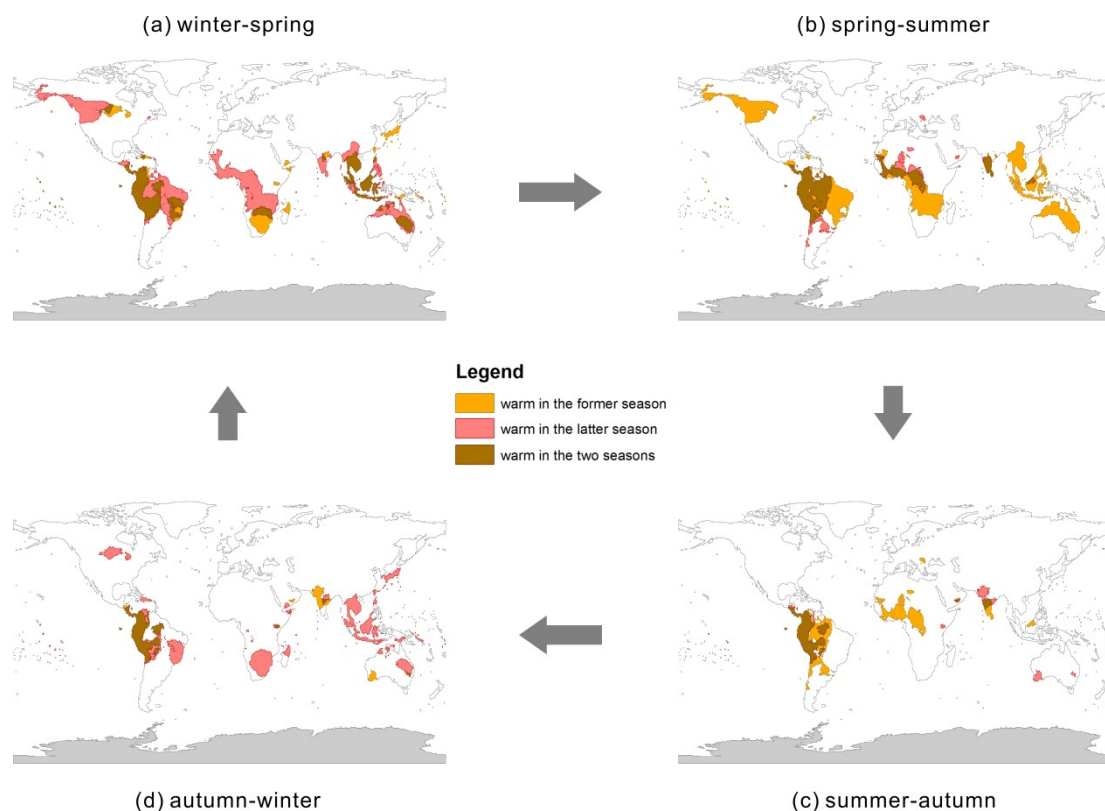 (a) winter-spring
(b) spring-summer
Legend
warm in the former season
warm in the latter season
warm in the two seasons
(d) autumn-winter
(c) summer-autumn